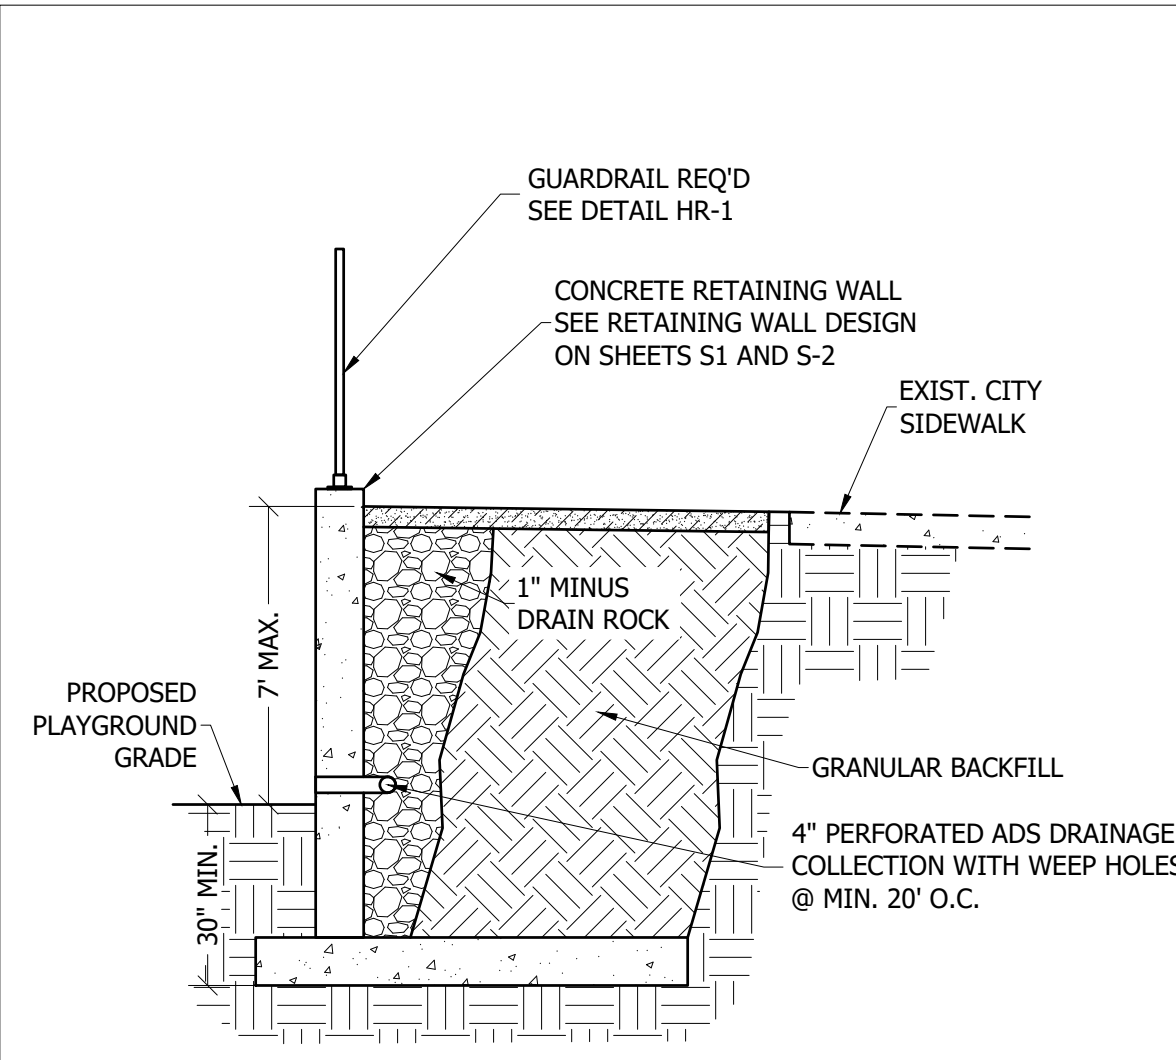 GUARDRAIL REQ'D
SEE DETAIL HR-1
CONCRETE RETAINING WALL
SEE RETAINING WALL DESIGN
ON SHEETS S1 AND S-2
EXIST. CITY
SIDEWALK
1" MINUS
DRAIN ROCK
7' MAX.
PROPOSED
PLAYGROUND
GRADE
GRANULAR BACKFILL
4" PERFORATED ADS DRAINAGE
COLLECTION WITH WEEP HOLES
@ MIN. 20' O.C.
30" MIN.